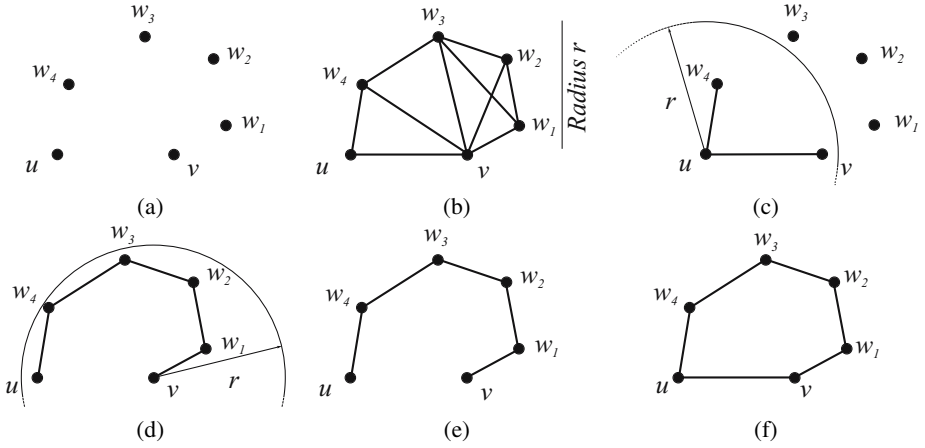 w₃
w₂
w₄
w₁
u
v
(a)
w₃
w₂
w₄
w₁
u
v
Radius r
(b)
w₃
w₂
w₄
r
w₁
u
v
(c)
w₃
w₂
w₄
w₁
u
v
r
(d)
w₃
w₂
w₄
w₁
u
v
(e)
w₃
w₂
w₄
w₁
u
v
(f)